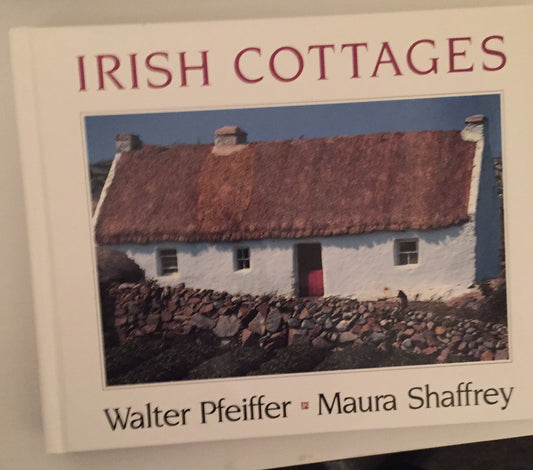 IRISH COTTAGES
Walter Pfeiffer Maura Shaffrey